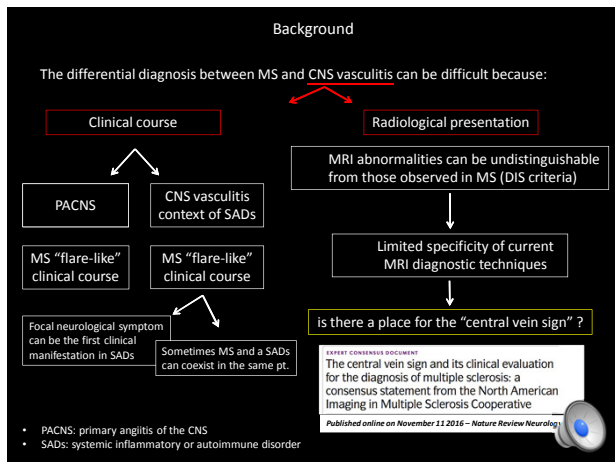 Background
The differential diagnosis between MS and CNS vasculitis can be difficult because:
Clinical course
Radiological presentation
PACNS
CNS vasculitis
context of SADs
MS “flare-like”
clinical course
MS “flare-like”
clinical course
Focal neurological symptom
can be the first clinical
manifestation in SADs
Sometimes MS and a SADs
can coexist in the same pt.
MRI abnormalities can be undistinguishable
from those observed in MS (DIS criteria)
Limited specificity of current
MRI diagnostic techniques
is there a place for the “central vein sign” ?
EXPERT CONSENSUS DOCUMENT
The central vein sign and its clinical evaluation
for the diagnosis of multiple sclerosis: a
consensus statement from the North American
Imaging in Multiple Sclerosis Cooperative
Published online on November 11 2016 – Nature Review Neurology
• PACNS: primary angiitis of the CNS
• SADs: systemic inflammatory or autoimmune disorder